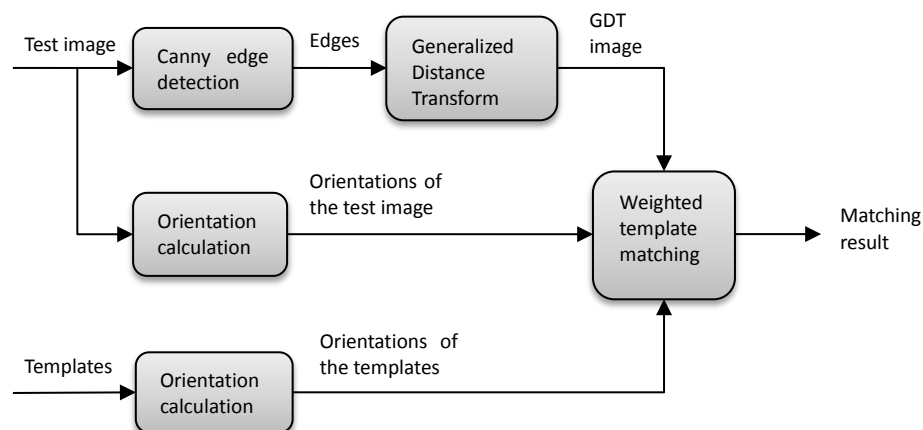 Test image
Canny edge
detection
Edges
Generalized
Distance
Transform
GDT
image
Orientation
calculation
Orientations of
the test image
Weighted
template
matching
Matching
result
Templates
Orientation
calculation
Orientations of
the templates